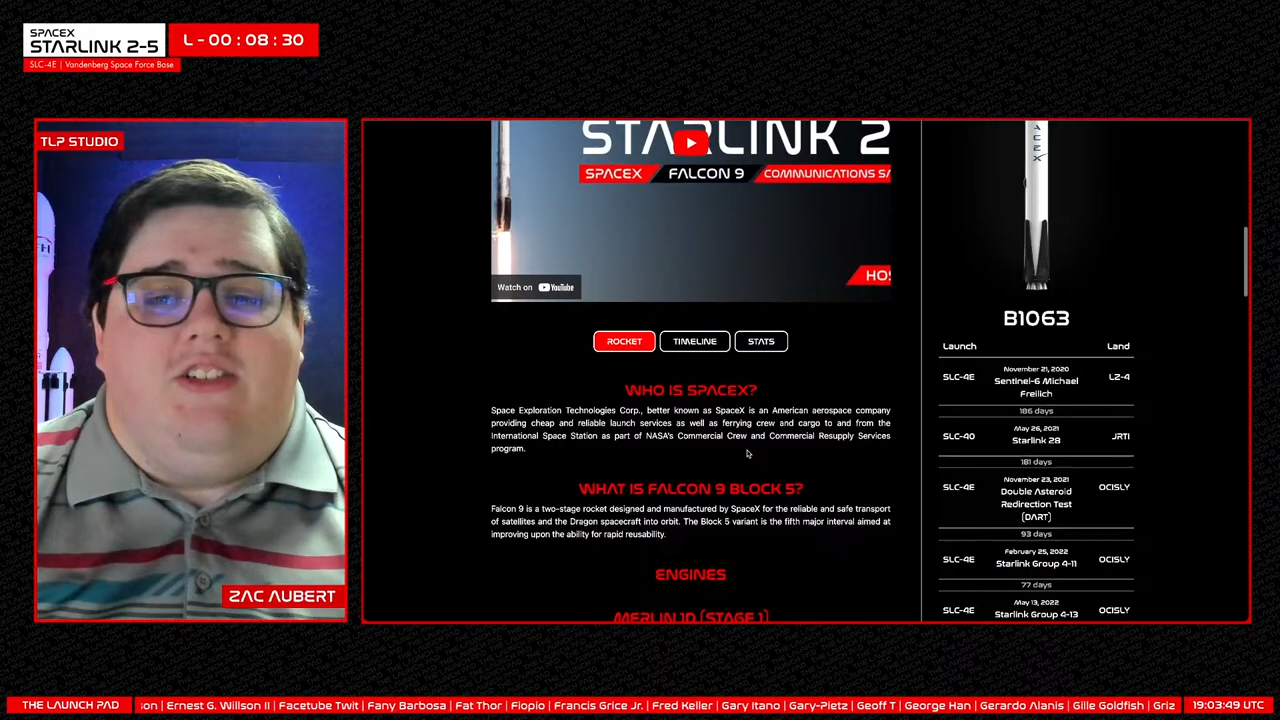 SPACEX
STARLINK 2-5
L - 00 : 08 : 30
SLC-4E | Vandenberg Space Force Base
TLP STUDIO
ZAC AUBERT
STARLINK 2
SPACEX
FALCON 9
COMMUNICATIONS
Watch on YouTube
ROCKET
TIMELINE
STATS
WHO IS SPACEX?
Space Exploration Technologies Corp., better known as SpaceX is an American aerospace company
providing cheap and reliable launch services as well as ferrying crew and cargo to and from the
International Space Station as part of NASA's Commercial Crew and Commercial Resupply Services
program.
WHAT IS FALCON 9 BLOCK 5?
Falcon 9 is a two-stage rocket designed and manufactured by SpaceX for the reliable and safe transport
of satellites and the Dragon spacecraft into orbit. The Block 5 variant is the fifth major interval aimed at
improving upon the ability for rapid reusability.
ENGINES
MERLIN 1D (STAGE 1)
B1063
Launch
Land
SLC-4E
November 21, 2020
Sentinel-6 Michael
Freilich
LZ-4
186 days
SLC-40
May 26, 2021
Starlink 28
JRTI
181 days
SLC-4E
November 23, 2021
Double Asteroid
Redirection Test
(DART)
OCISLY
93 days
SLC-4E
February 25, 2022
Starlink Group 4-11
OCISLY
77 days
SLC-4E
May 13, 2022
Starlink Group 4-13
OCISLY
THE LAUNCH PAD
son | Ernest G. Willson II | Facetube Twit | Fany Barbosa | Fat Thor | Fiopio | Francis Grice Jr. | Fred Keller | Gary Itano | Gary-Pletz | Geoff T | George Han | Gerardo Alanis | Gille Goldfish | Griz
19:03:49 UTC